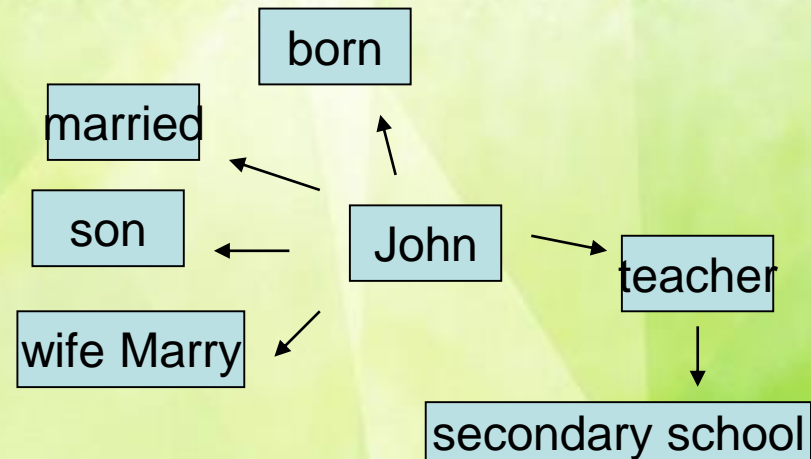 born
married
son
John
teacher
wife Marry
secondary school